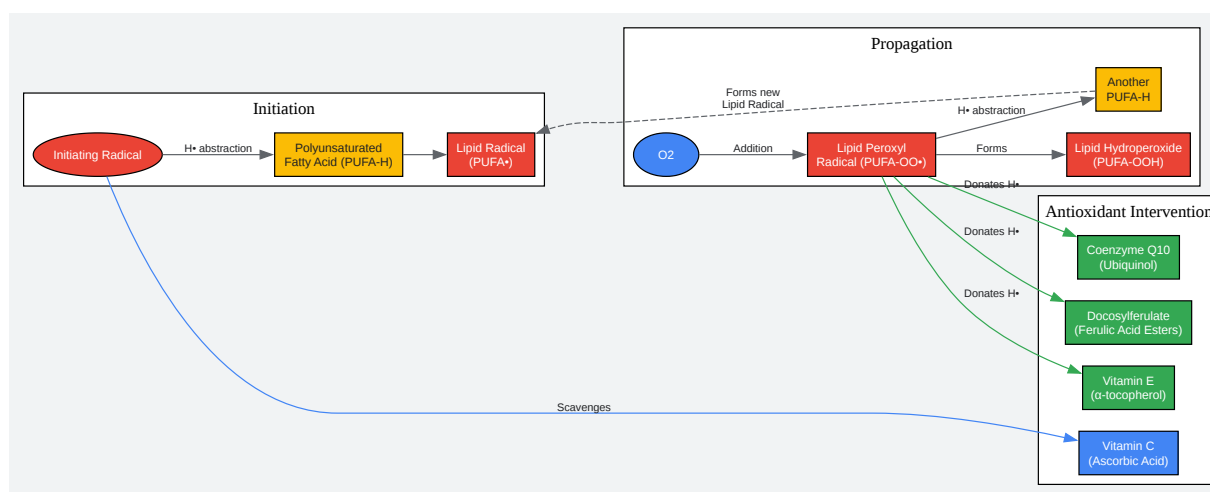 Initiation
Initiating Radical
H• abstraction
Polyunsaturated
Fatty Acid (PUFA-H)
Lipid Radical
(PUFA•)
Propagation
Forms new
Lipid Radical
Another
PUFA-H
H• abstraction
O2
Addition
Lipid Peroxyl
Radical (PUFA-OO•)
Forms
Lipid Hydroperoxide
(PUFA-OOH)
Donates H•
Antioxidant Intervention
Coenzyme Q10
(Ubiquinol)
Donates H•
Docosylferulate
(Ferulic Acid Esters)
Donates H•
Vitamin E
(α-tocopherol)
Scavenges
Vitamin C
(Ascorbic Acid)